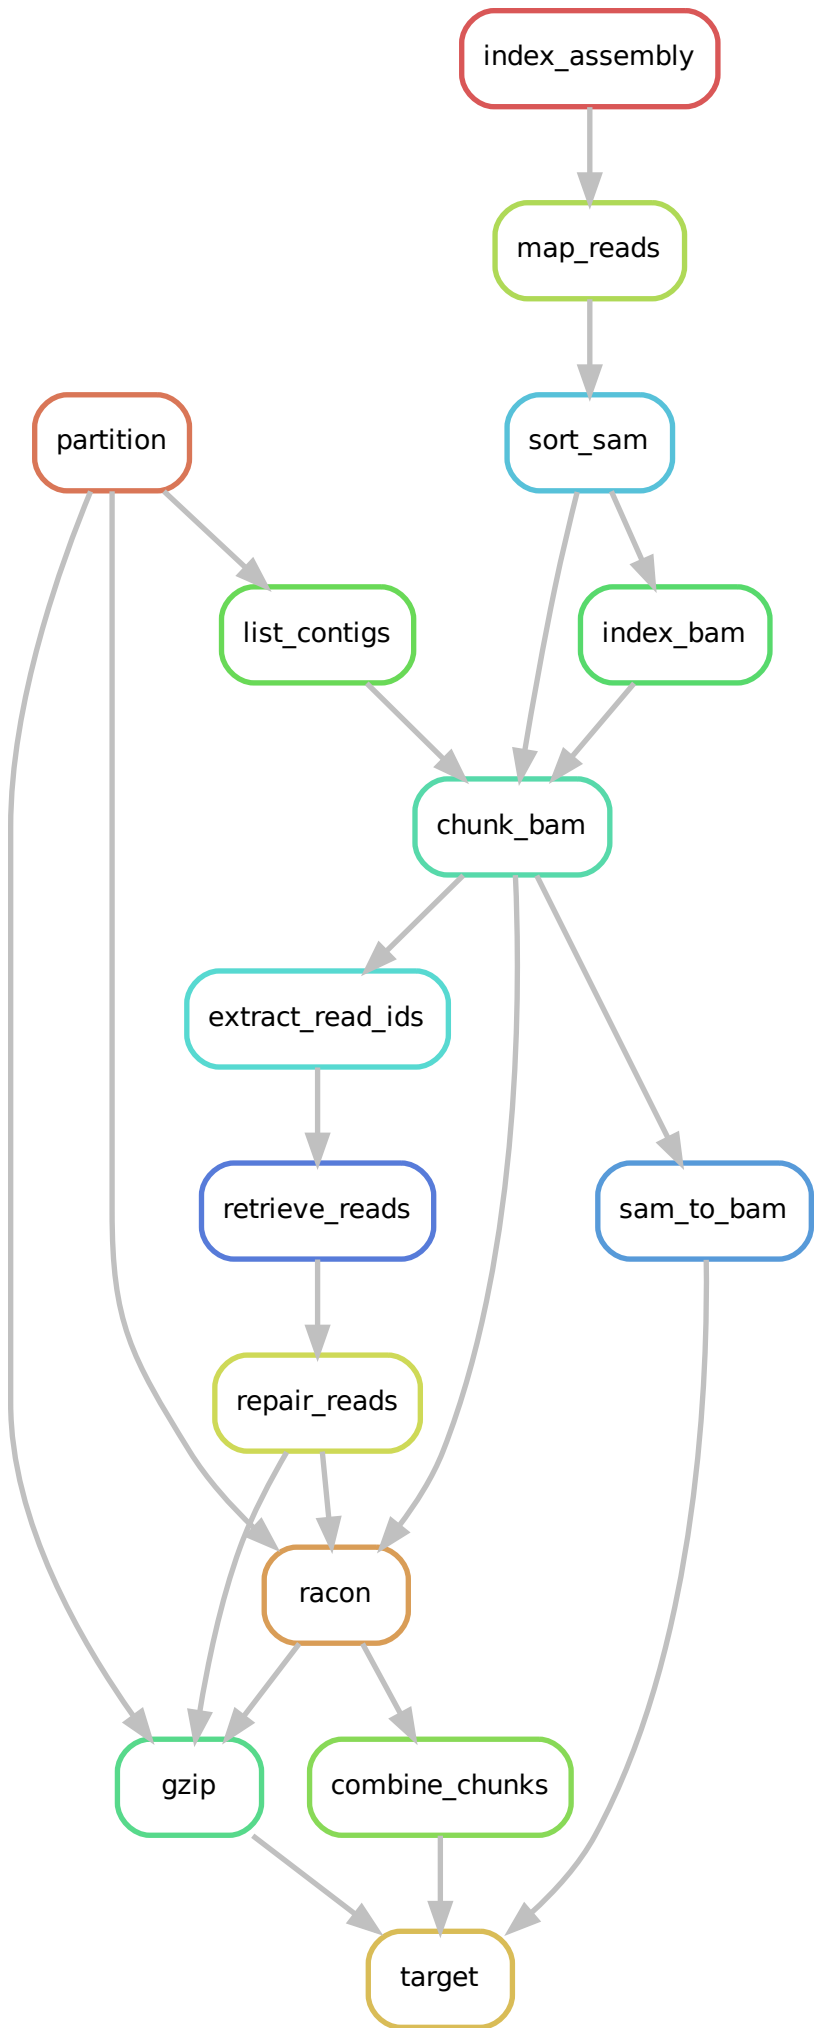 index_assembly
map_reads
partition
sort_sam
list_contigs
index_bam
chunk_bam
extract_read_ids
retrieve_reads
sam_to_bam
repair_reads
racon
gzip
combine_chunks
target